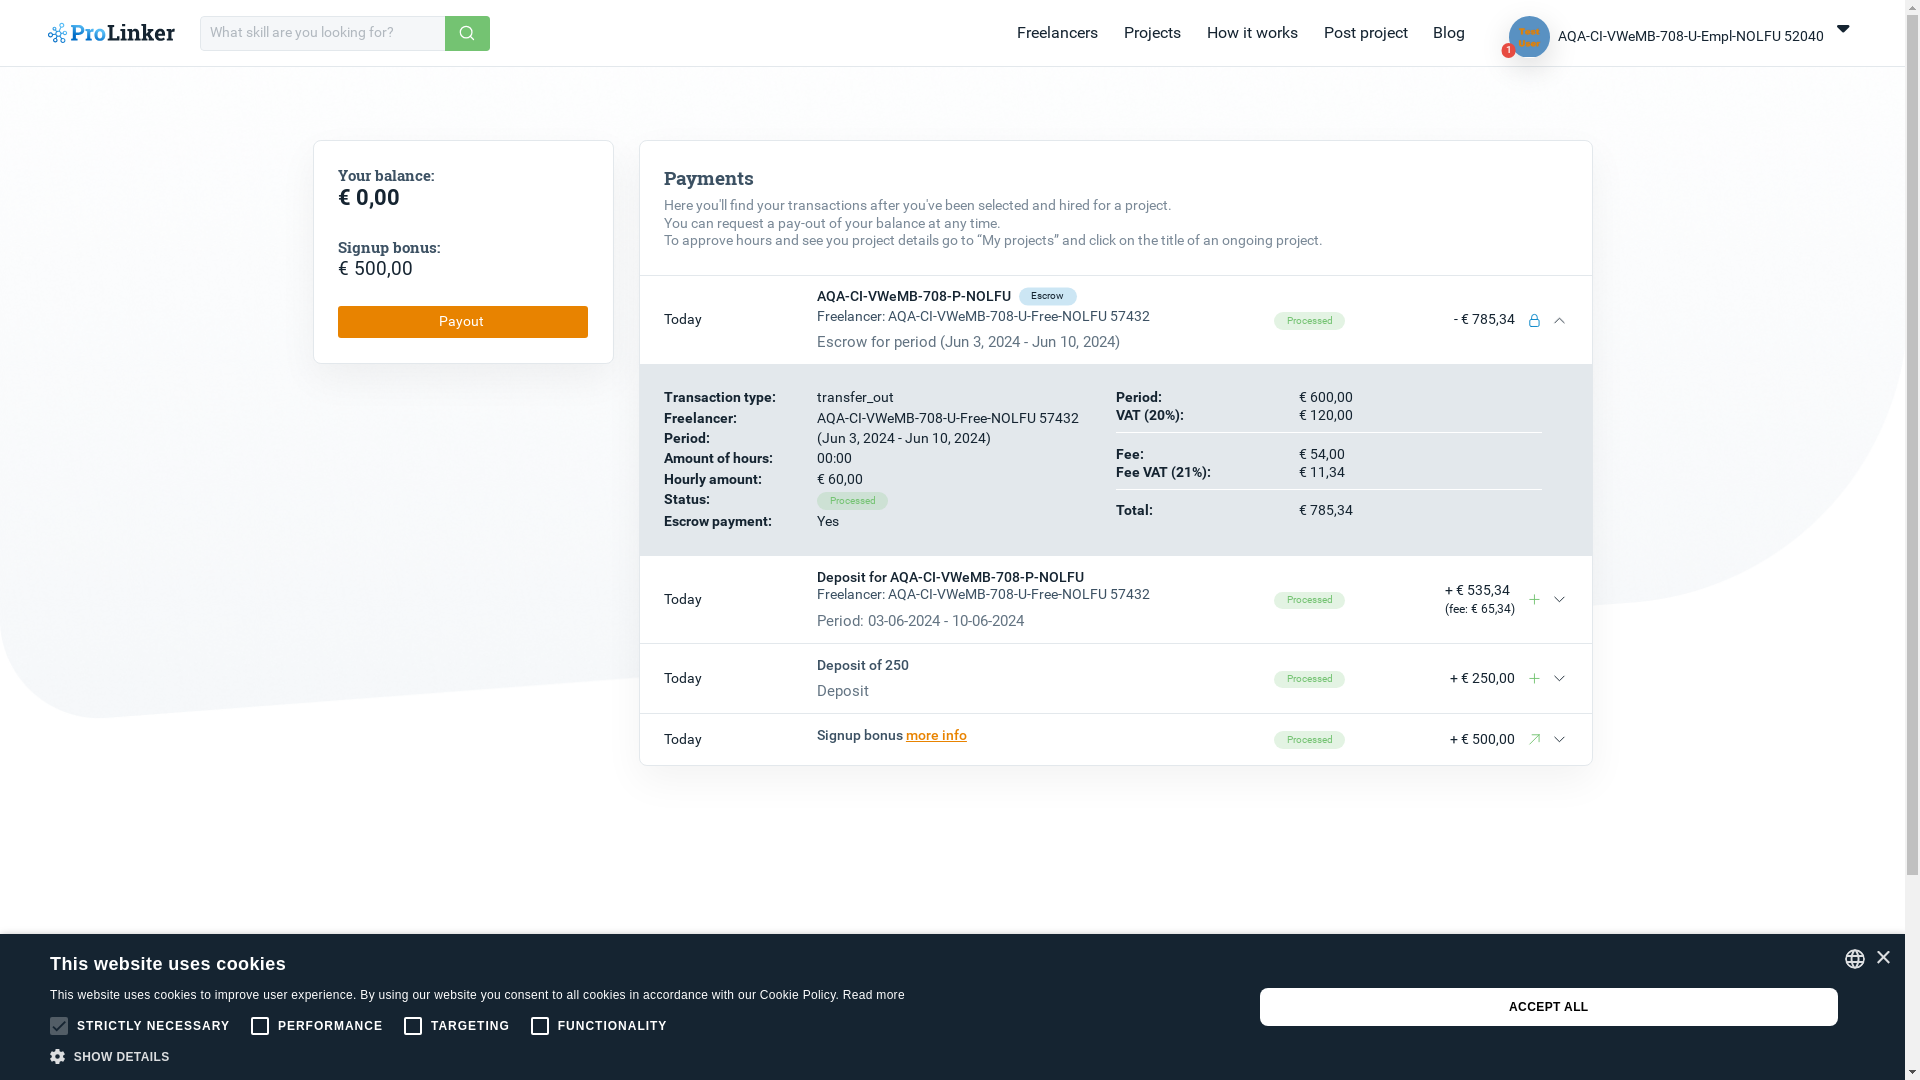 ProLinker
What skill are you looking for?
Freelancers
Projects
How it works
Post project
Blog
Test
User
1
AQA-CI-VWeMB-708-U-Empl-NOLFU 52040
Your balance:
€ 0,00
Signup bonus:
€ 500,00
Payout
Payments
Here you'll find your transactions after you've been selected and hired for a project.
You can request a pay-out of your balance at any time.
To approve hours and see you project details go to “My projects” and click on the title of an ongoing project.
Today
AQA-CI-VWeMB-708-P-NOLFU Escrow
Freelancer: AQA-CI-VWeMB-708-U-Free-NOLFU 57432
Escrow for period (Jun 3, 2024 - Jun 10, 2024)
Processed
- € 785,34
Transaction type: transfer_out
Freelancer: AQA-CI-VWeMB-708-U-Free-NOLFU 57432
Period: (Jun 3, 2024 - Jun 10, 2024)
Amount of hours: 00:00
Hourly amount: € 60,00
Status: Processed
Escrow payment: Yes
Period: € 600,00
VAT (20%): € 120,00
Fee: € 54,00
Fee VAT (21%): € 11,34
Total: € 785,34
Today
Deposit for AQA-CI-VWeMB-708-P-NOLFU
Freelancer: AQA-CI-VWeMB-708-U-Free-NOLFU 57432
Period: 03-06-2024 - 10-06-2024
Processed
+ € 535,34
(fee: € 65,34)
Today
Deposit of 250
Deposit
Processed
+ € 250,00
Today
Signup bonus more info
Processed
+ € 500,00
This website uses cookies
This website uses cookies to improve user experience. By using our website you consent to all cookies in accordance with our Cookie Policy. Read more
STRICTLY NECESSARY
PERFORMANCE
TARGETING
FUNCTIONALITY
SHOW DETAILS
ACCEPT ALL